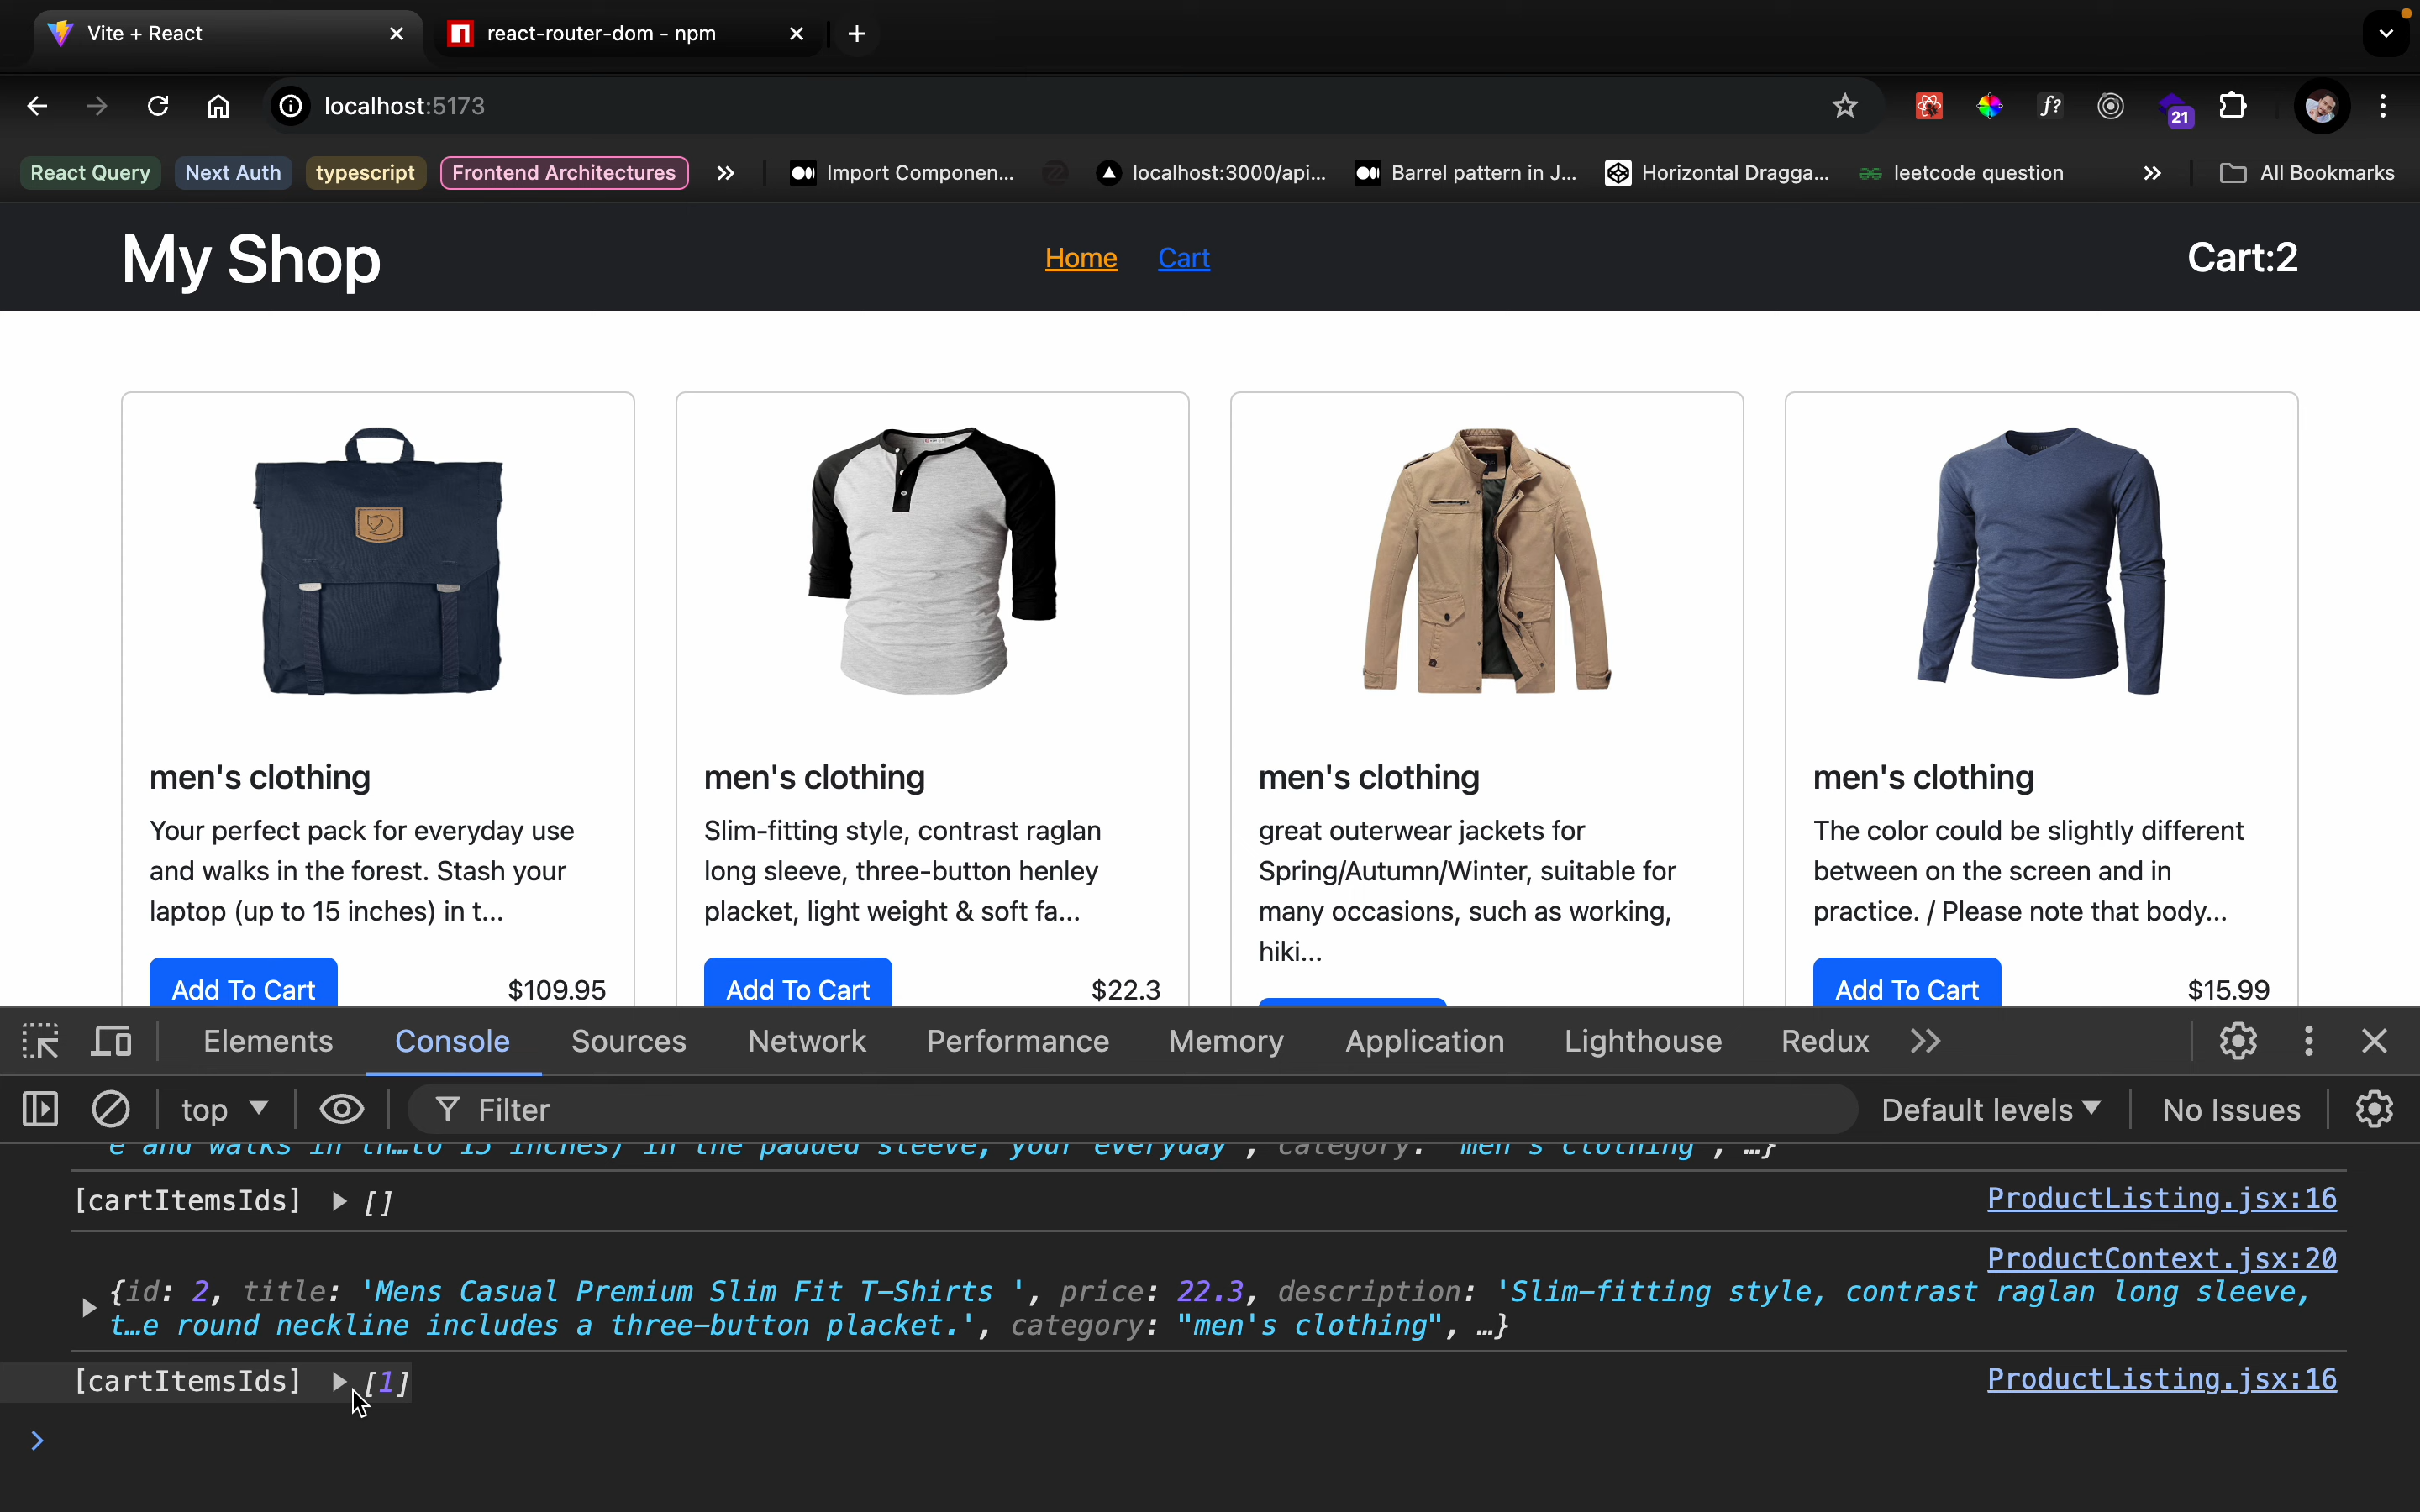 Vite + React
react-router-dom - npm
localhost:5173
21
React Query
Next Auth
typescript
Frontend Architectures
Import Componen...
localhost:3000/api...
Barrel pattern in J...
Horizontal Dragga...
leetcode question
All Bookmarks
My Shop
Home
Cart
Cart:2
men's clothing
Your perfect pack for everyday use
and walks in the forest. Stash your
laptop (up to 15 inches) in t...
Add To Cart
$109.95
men's clothing
Slim-fitting style, contrast raglan
long sleeve, three-button henley
placket, light weight & soft fa...
Add To Cart
$22.3
men's clothing
great outerwear jackets for
Spring/Autumn/Winter, suitable for
many occasions, such as working,
hiki...
men's clothing
The color could be slightly different
between on the screen and in
practice. / Please note that body...
Add To Cart
$15.99
Elements
Console
Sources
Network
Performance
Memory
Application
Lighthouse
Redux
top
Filter
Default levels
No Issues
e and walks in th…to 15 inches) in the padded sleeve, your everyday', category: "men's clothing", …}
[cartItemsIds] ▶ []
ProductListing.jsx:16
ProductContext.jsx:20
{id: 2, title: 'Mens Casual Premium Slim Fit T-Shirts ', price: 22.3, description: 'Slim-fitting style, contrast raglan long sleeve,
t…e round neckline includes a three-button placket.', category: "men's clothing", …}
[cartItemsIds] ▶ [1]
ProductListing.jsx:16